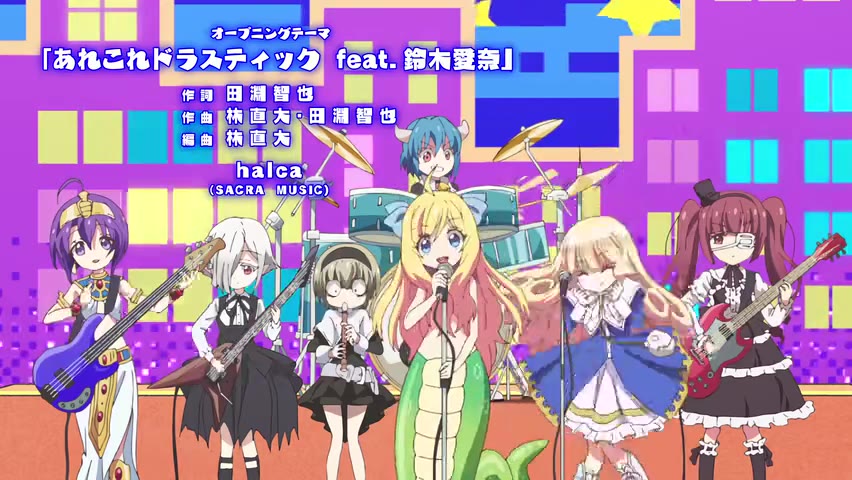 オープニングテーマ
「あれこれドラスティック feat. 鈴木愛奈」
作詞 田淵智也
作曲 㭭直大・田淵智也
編曲 㭭直大
halca
(SACRA MUSIC)